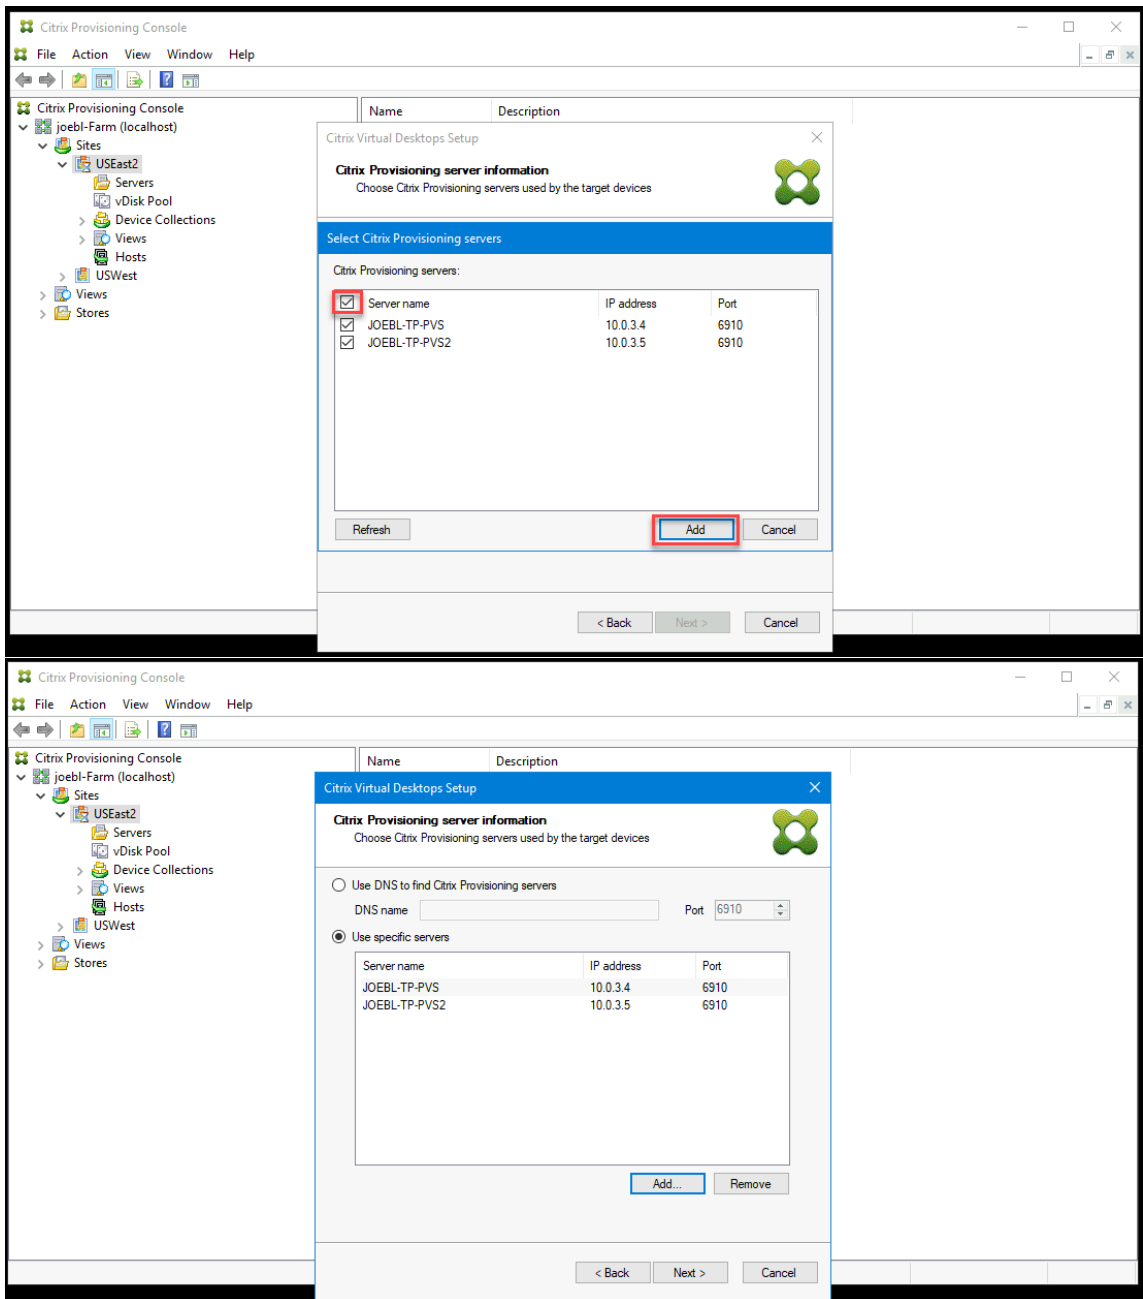 Citrix Provisioning Console
File Action View Window Help
Citrix Provisioning Console
joebl-Farm (localhost)
Sites
USEast2
Servers
vDisk Pool
Device Collections
Views
Hosts
USWest
Views
Stores
Name Description
Citrix Virtual Desktops Setup
Citrix Provisioning server information
Choose Citrix Provisioning servers used by the target devices
Select Citrix Provisioning servers
Citrix Provisioning servers:
Server name IP address Port
JOEBL-TP-PVS 10.0.3.4 6910
JOEBL-TP-PVS2 10.0.3.5 6910
Refresh Add Cancel
< Back Next > Cancel
Citrix Provisioning Console
File Action View Window Help
Citrix Provisioning Console
joebl-Farm (localhost)
Sites
USEast2
Servers
vDisk Pool
Device Collections
Views
Hosts
USWest
Views
Stores
Name Description
Citrix Virtual Desktops Setup
Citrix Provisioning server information
Choose Citrix Provisioning servers used by the target devices
Use DNS to find Citrix Provisioning servers
DNS name Port 6910
Use specific servers
Server name IP address Port
JOEBL-TP-PVS 10.0.3.4 6910
JOEBL-TP-PVS2 10.0.3.5 6910
Add... Remove
< Back Next > Cancel